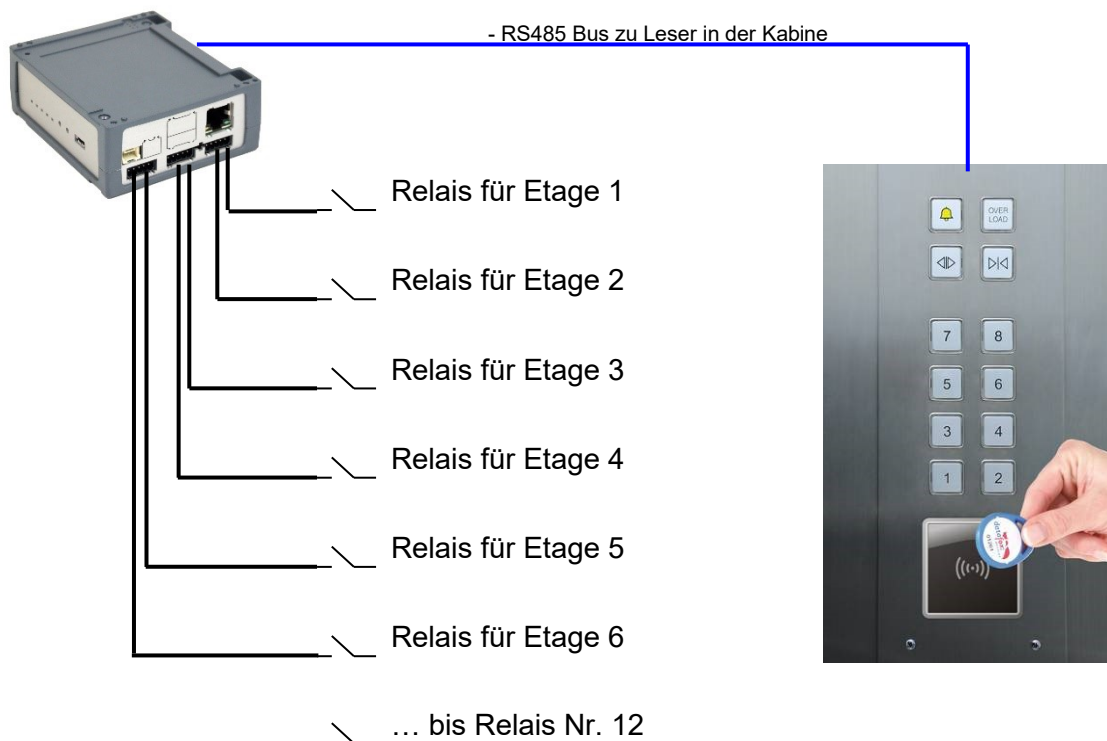 - RS485 Bus zu Leser in der Kabine
Relais für Etage 1
Relais für Etage 2
Relais für Etage 3
Relais für Etage 4
Relais für Etage 5
Relais für Etage 6
… bis Relais Nr. 12
OVER
LOAD
7 8
5 6
3 4
1 2
datafox